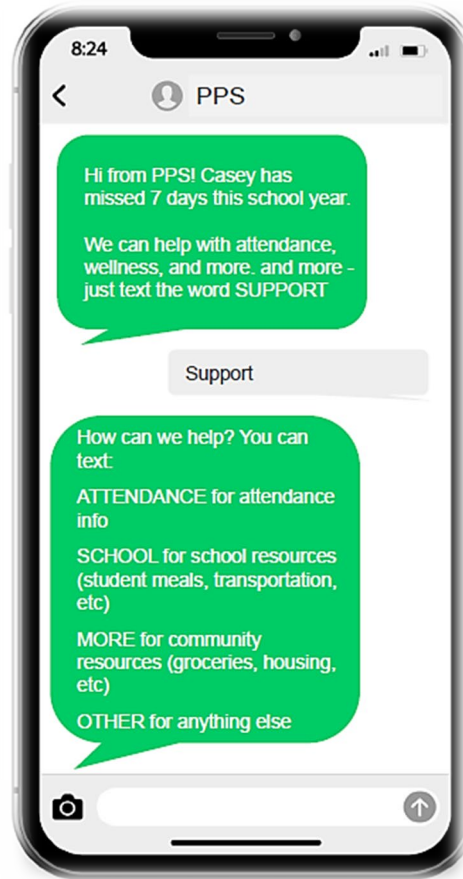 8:24
PPS
Hi from PPS! Casey has
missed 7 days this school year.
We can help with attendance,
wellness, and more. and more -
just text the word SUPPORT
Support
How can we help? You can
text:
ATTENDANCE for attendance
info
SCHOOL for school resources
(student meals, transportation,
etc)
MORE for community
resources (groceries, housing,
etc)
OTHER for anything else